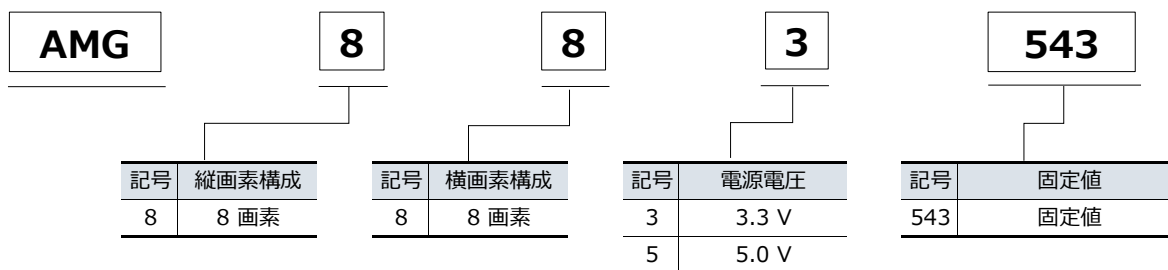 AMG 8 8 3 543
記号 縦画素構成 記号 横画素構成 記号 電源電圧 記号 固定値
8 8 画素 8 8 画素 3 3.3 V 543 固定値
5 5.0 V